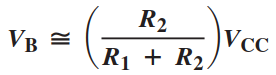 V_B ≅ (R_2 / (R_1 + R_2)) V_CC